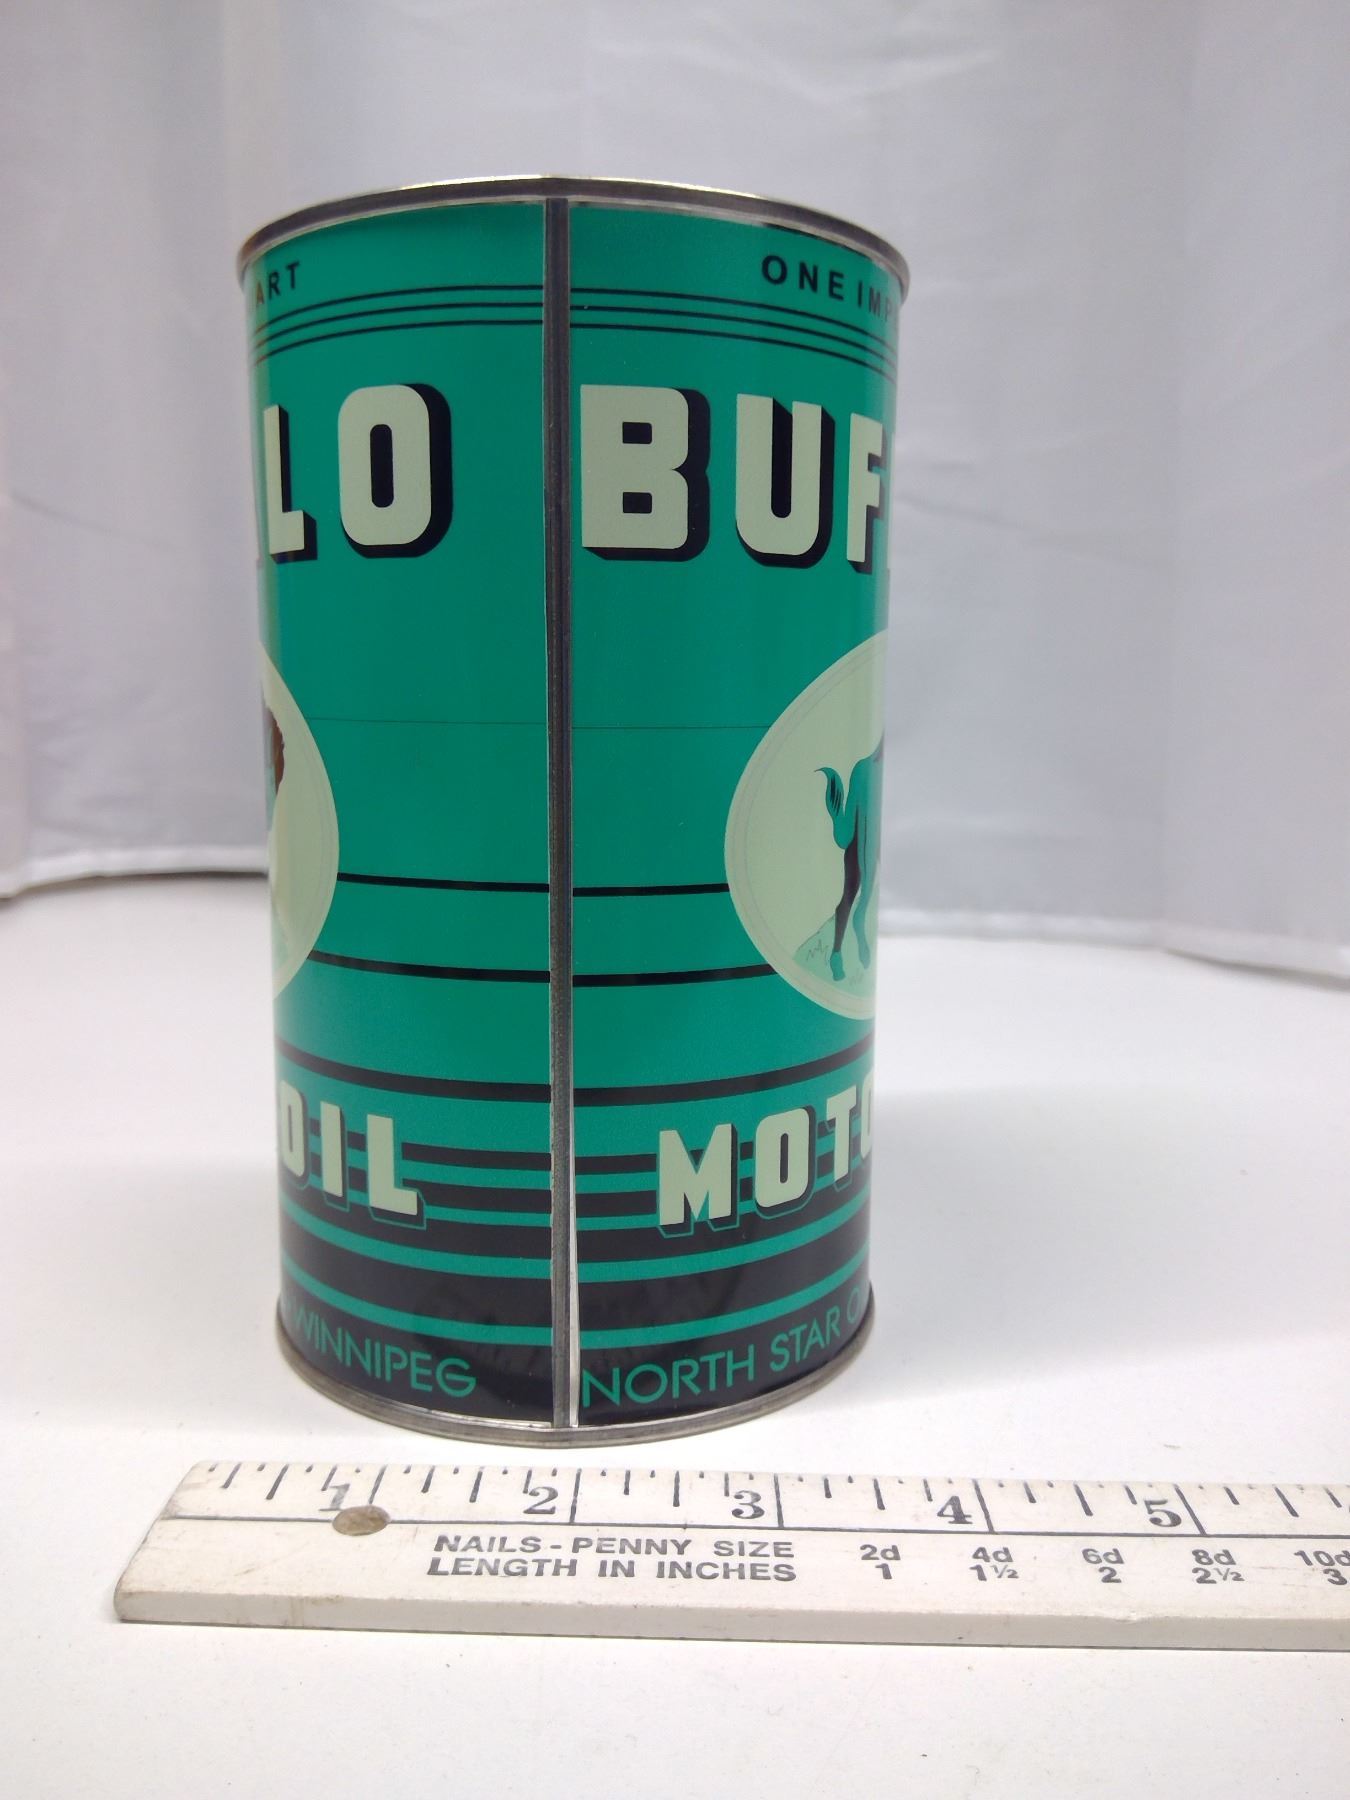 ART ONE IMP
LO BUF
OIL MOTO
WINNIPEG NORTH STAR O
1 2 3 4 5
NAILS - PENNY SIZE 2d 4d 6d 8d 10d
LENGTH IN INCHES 1 1½ 2 2½ 3